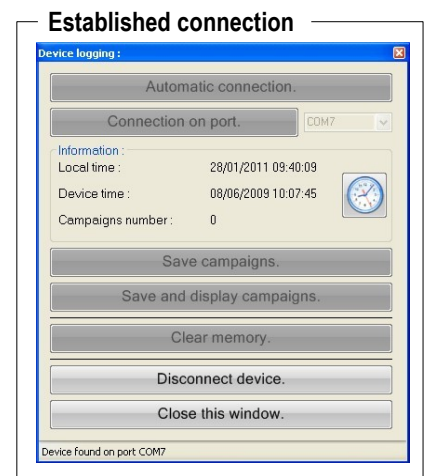 Established connection
Device logging :
Automatic connection.
Connection on port. COM7
Information :
Local time : 28/01/2011 09:40:09
Device time : 08/06/2009 10:07:45
Campaigns number : 0
Save campaigns.
Save and display campaigns.
Clear memory.
Disconnect device.
Close this window.
Device found on port COM7